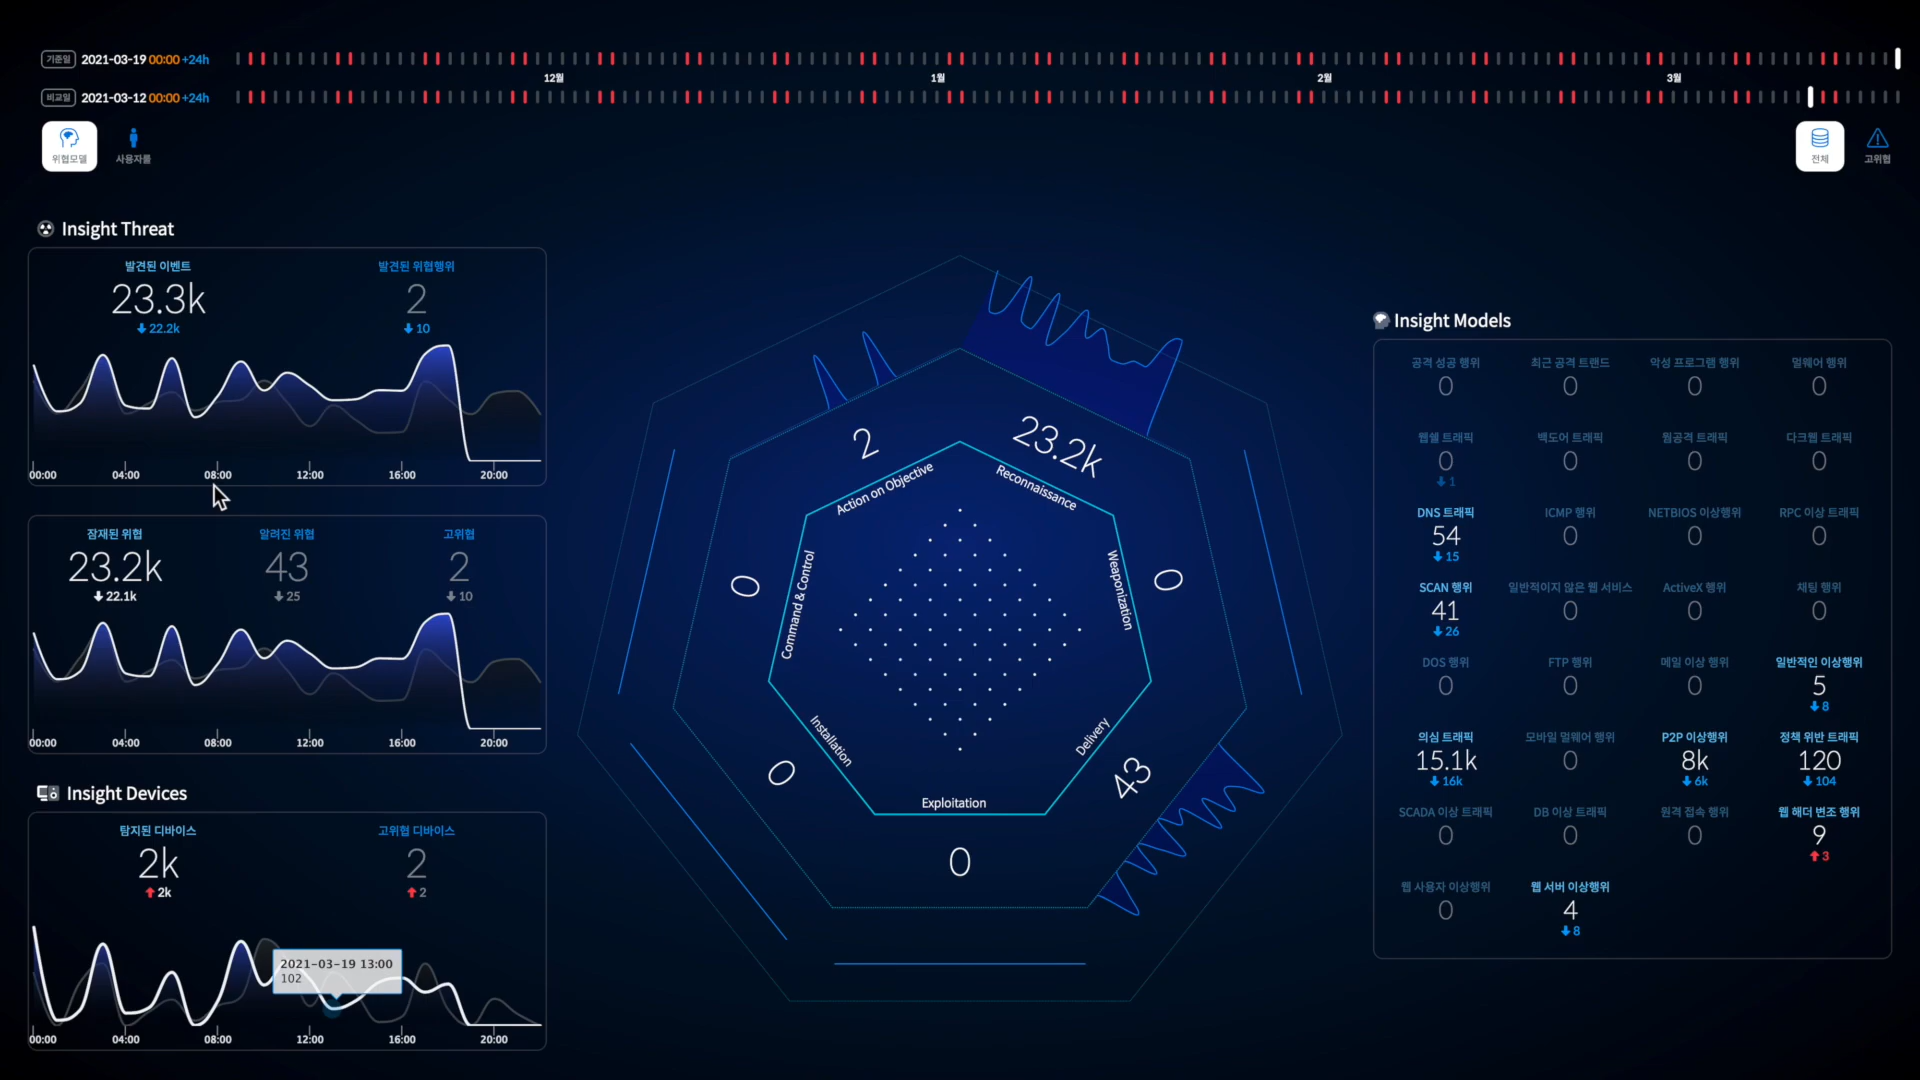 기준일 2021-03-19 00:00 +24h
12월 1월 2월 3월
비교일 2021-03-12 00:00 +24h
위협모델 사용자룰
전체 고위협
Insight Threat
발견된 이벤트 발견된 위협행위
23.3k 2
22.2k 10
00:00 04:00 08:00 12:00 16:00 20:00
잠재된 위협 알려진 위협 고위협
23.2k 43 2
22.1k 25 10
00:00 04:00 08:00 12:00 16:00 20:00
Insight Devices
탐지된 디바이스 고위협 디바이스
2k 2
2k 2
2021-03-19 13:00
102
00:00 04:00 08:00 12:00 16:00 20:00
2
Action on Objective
23.2k
Reconnaissance
0
Command & Control
0
Weaponization
0
Installation
43
Delivery
Exploitation
0
Insight Models
공격 성공 행위 최근 공격 트랜드 악성 프로그램 행위 멀웨어 행위
0 0 0 0
웹쉘 트래픽 백도어 트래픽 웜공격 트래픽 다크웹 트래픽
0 0 0 0
1
DNS 트래픽 ICMP 행위 NETBIOS 이상행위 RPC 이상 트래픽
54 0 0 0
15
SCAN 행위 일반적이지 않은 웹 서비스 ActiveX 행위 채팅 행위
41 0 0 0
26
DOS 행위 FTP 행위 메일 이상 행위 일반적인 이상행위
0 0 0 5
8
의심 트래픽 모바일 멀웨어 행위 P2P 이상행위 정책 위반 트래픽
15.1k 0 8k 120
16k 6k 104
SCADA 이상 트래픽 DB 이상 트래픽 원격 접속 행위 웹 헤더 변조 행위
0 0 0 9
3
웹 사용자 이상행위 웹 서버 이상행위
0 4
8